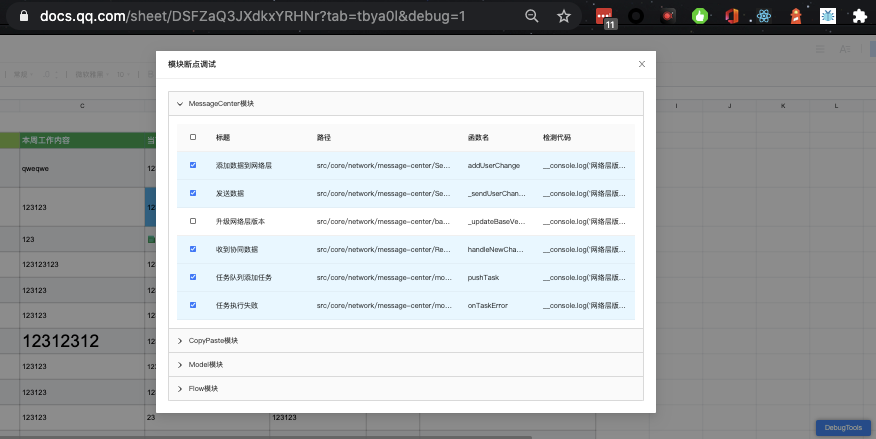 docs.qq.com/sheet/DSFZaQ3JXdkxYRHNr?tab=tbya0l&debug=1
11
模块断点调试
MessageCenter模块
标题 路径 函数名 检测代码
添加数据到网络层 src/core/network/message-center/Se... addUserChange __console.log('网络层版...
发送数据 src/core/network/message-center/Se... _sendUserChan... __console.log('网络层版...
升级网络层版本 src/core/network/message-center/ba... _updateBaseVe... __console.log('网络层版...
收到协同数据 src/core/network/message-center/Re... handleNewCha... __console.log('网络层版...
任务队列添加任务 src/core/network/message-center/mo... pushTask __console.log('网络层版...
任务执行失败 src/core/network/message-center/mo... onTaskError __console.log('网络层版...
CopyPaste模块
Model模块
Flow模块
C I J K L
本周工作内容 当
qweqwe 12
123123 12
123
123123123 12
123123 12
123123 12
12312312 12
123123 12
123123 12
123123 23 123123
DebugTools